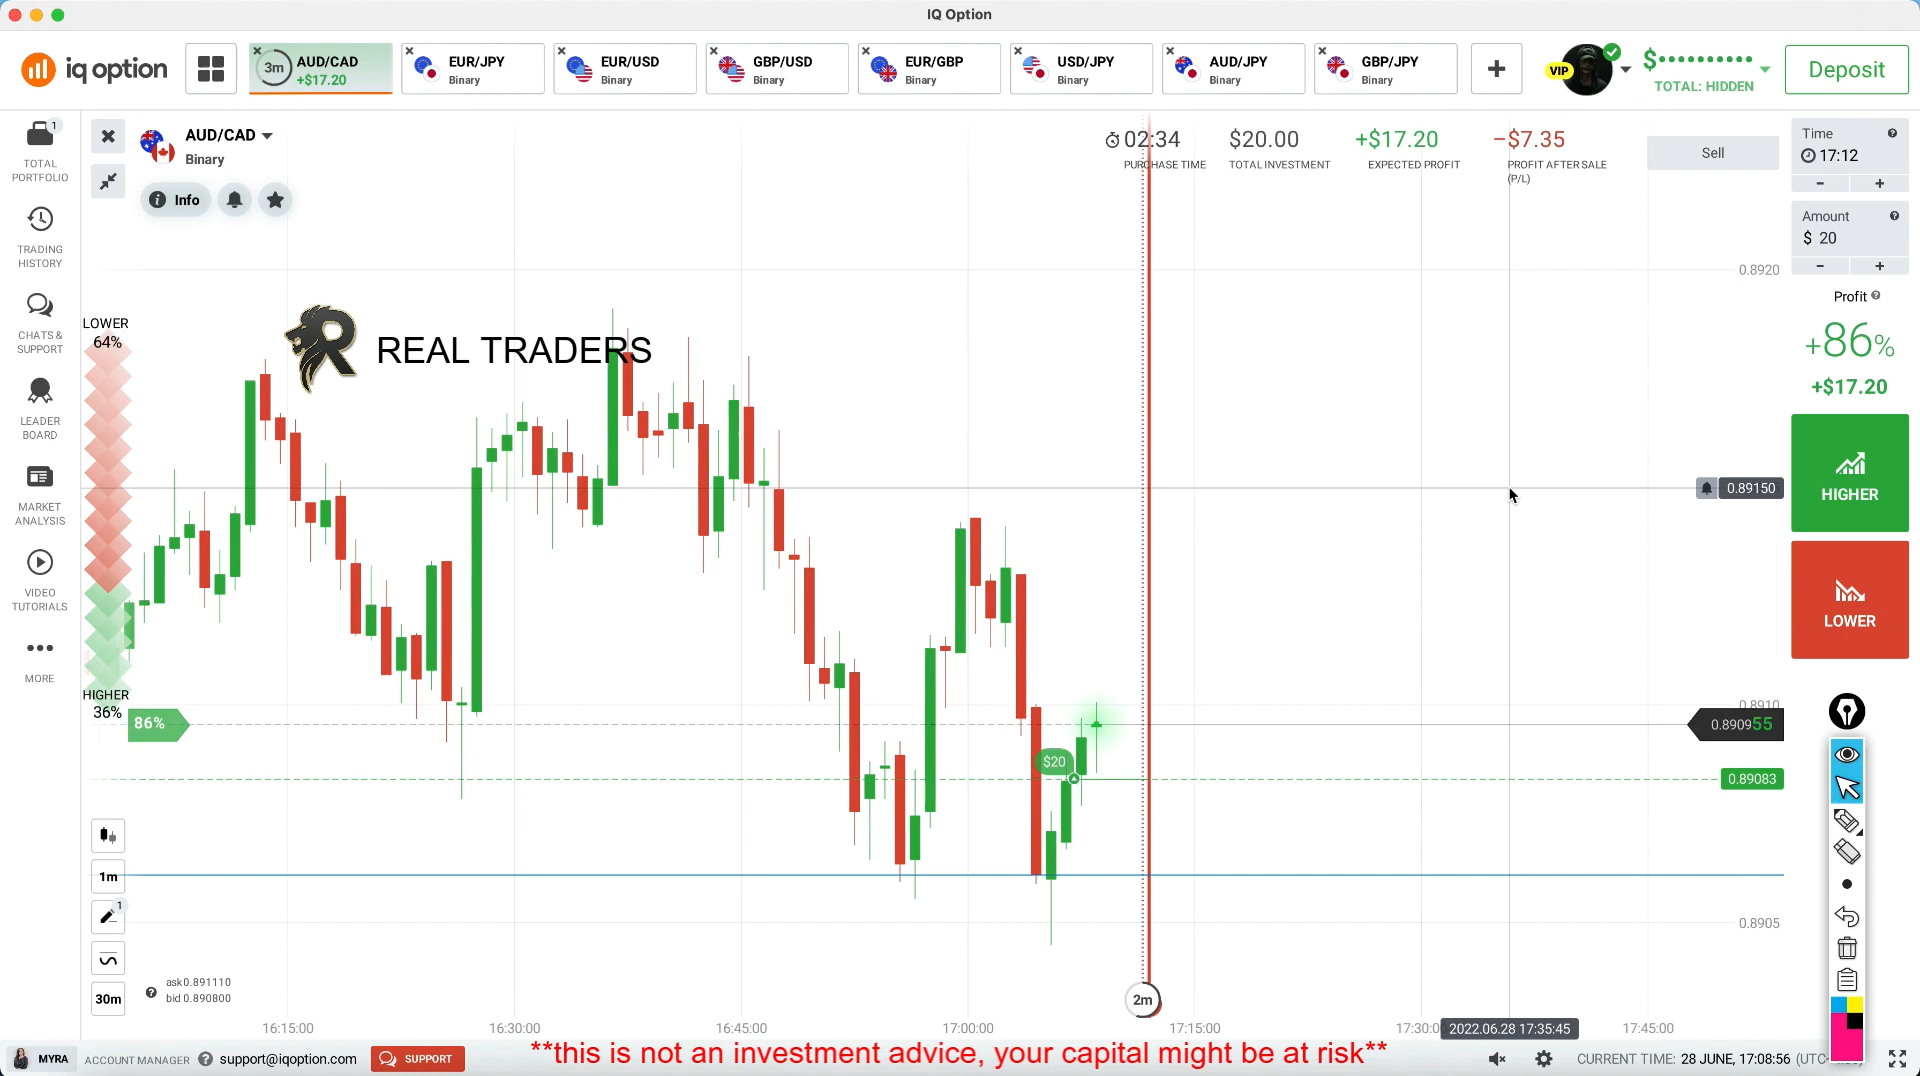 IQ Option
iq option
3m
AUD/CAD
+$17.20
EUR/JPY
Binary
EUR/USD
Binary
GBP/USD
Binary
EUR/GBP
Binary
USD/JPY
Binary
AUD/JPY
Binary
GBP/JPY
Binary
VIP
$
TOTAL: HIDDEN
Deposit
1
TOTAL
PORTFOLIO
TRADING
HISTORY
CHATS &
SUPPORT
LEADER
BOARD
MARKET
ANALYSIS
VIDEO
TUTORIALS
MORE
AUD/CAD
Binary
Info
02:34
PURCHASE TIME
$20.00
TOTAL INVESTMENT
+$17.20
EXPECTED PROFIT
−$7.35
PROFIT AFTER SALE
(P/L)
Sell
Time
17:12
- +
Amount
$ 20
- +
Profit
+86%
+$17.20
HIGHER
LOWER
LOWER
64%
REAL TRADERS
HIGHER
36%
86%
$20
0.8920
0.89150
0.8910
0.890955
0.89083
0.8905
1m
1
30m
ask 0.891110
bid 0.890800
2m
16:15:00
16:30:00
16:45:00
17:00:00
17:15:00
17:30:00
2022.06.28 17:35:45
17:45:00
MYRA
ACCOUNT MANAGER
support@iqoption.com
SUPPORT
**this is not an investment advice, your capital might be at risk**
CURRENT TIME: 28 JUNE, 17:08:56 (UTC